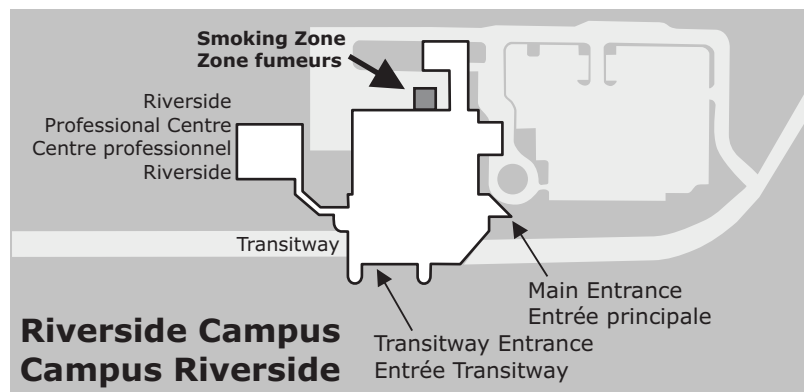 Smoking Zone
Zone fumeurs
Riverside
Professional Centre
Centre professionnel
Riverside
Transitway
Main Entrance
Entrée principale
Transitway Entrance
Entrée Transitway
Riverside Campus
Campus Riverside